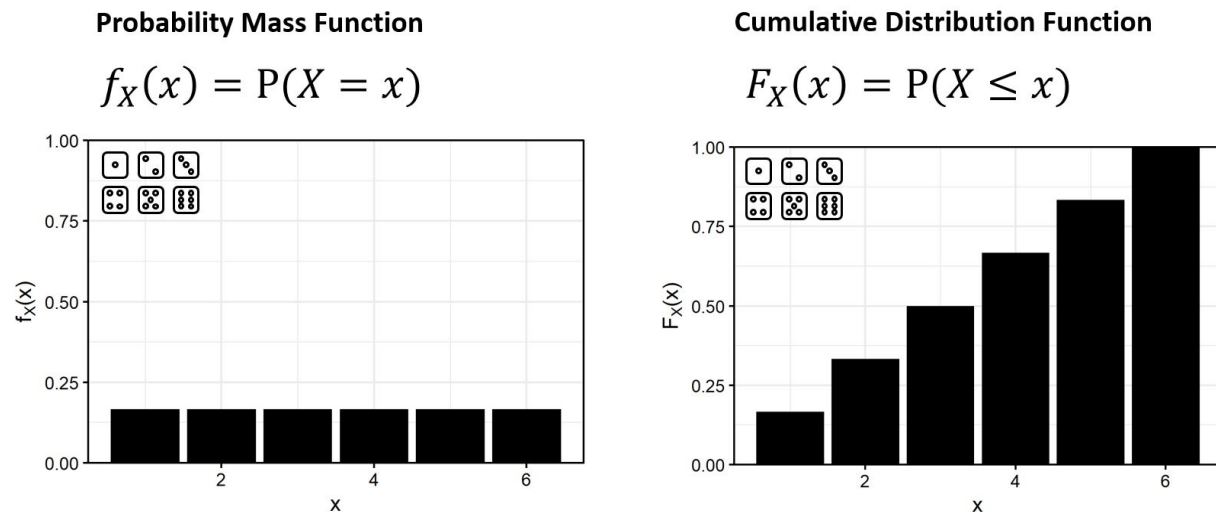 Probability Mass Function
f_X(x) = P(X = x)
1.00
0.75
0.50
0.25
0.00
f_X(x)
2 4 6
x
Cumulative Distribution Function
F_X(x) = P(X ≤ x)
1.00
0.75
0.50
0.25
0.00
F_X(x)
2 4 6
x